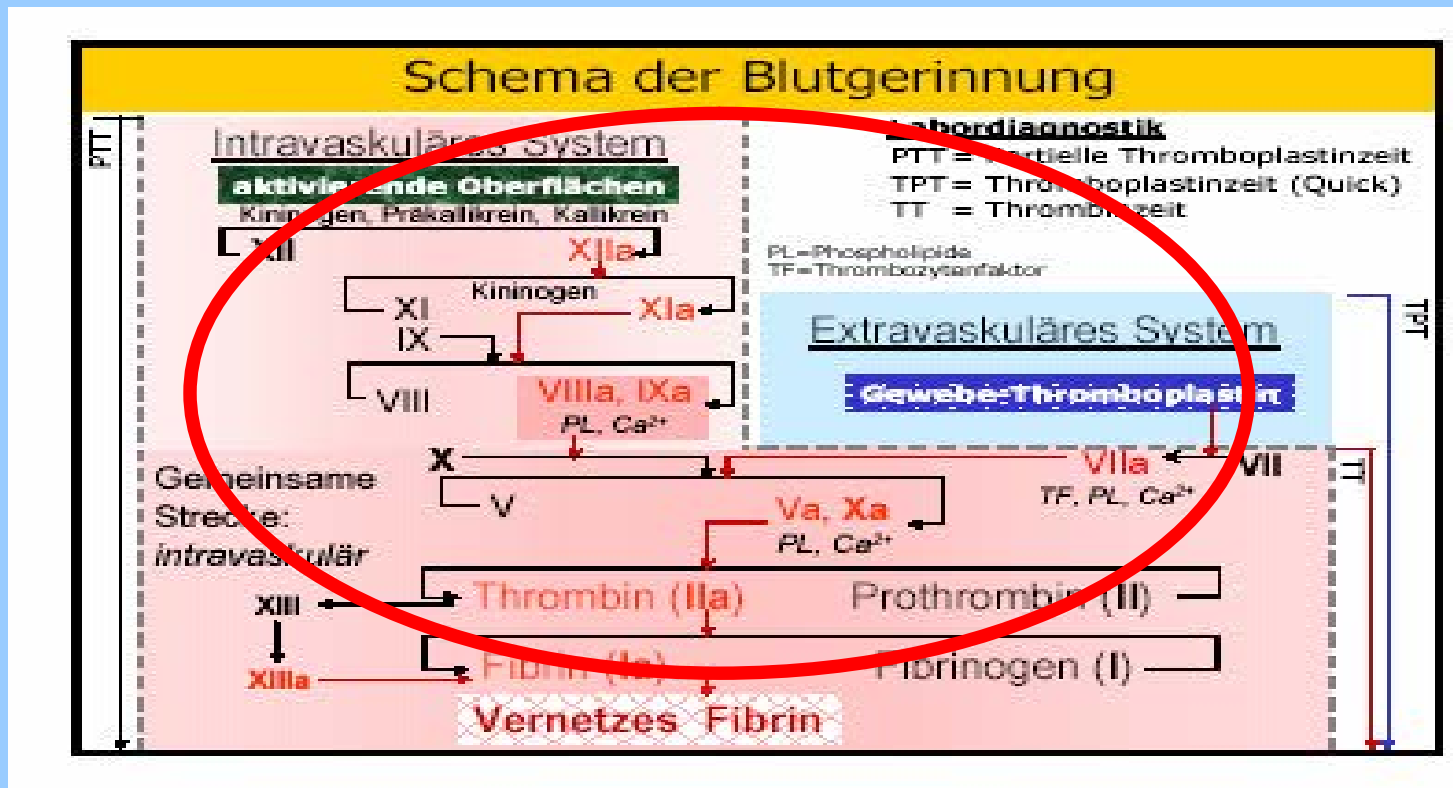 Schema der Blutgerinnung
PTT
Intravaskuläres System
aktivierende Oberflächen
Kininogen, Präkallikrein, Kallikrein
XII XIIa
Kininogen
XI XIa
IX
VIII VIIIa, IXa
PL, Ca²⁺
Labordiagnostik
PTT = Partielle Thromboplastinzeit
TPT = Thromboplastinzeit (Quick)
TT = Thrombinzeit
PL=Phospholipide
TF=Thrombozytenfaktor
Extravaskuläres System
Gewebe-Thromboplastin
TPT
X VIIa VII
TF, PL, Ca²⁺
TT
Gemeinsame
Strecke:
intravaskulär
V Va, Xa
PL, Ca²⁺
XIII Thrombin (IIa) Prothrombin (II)
XIIIa Fibrin (Ia) Fibrinogen (I)
Vernetzes Fibrin